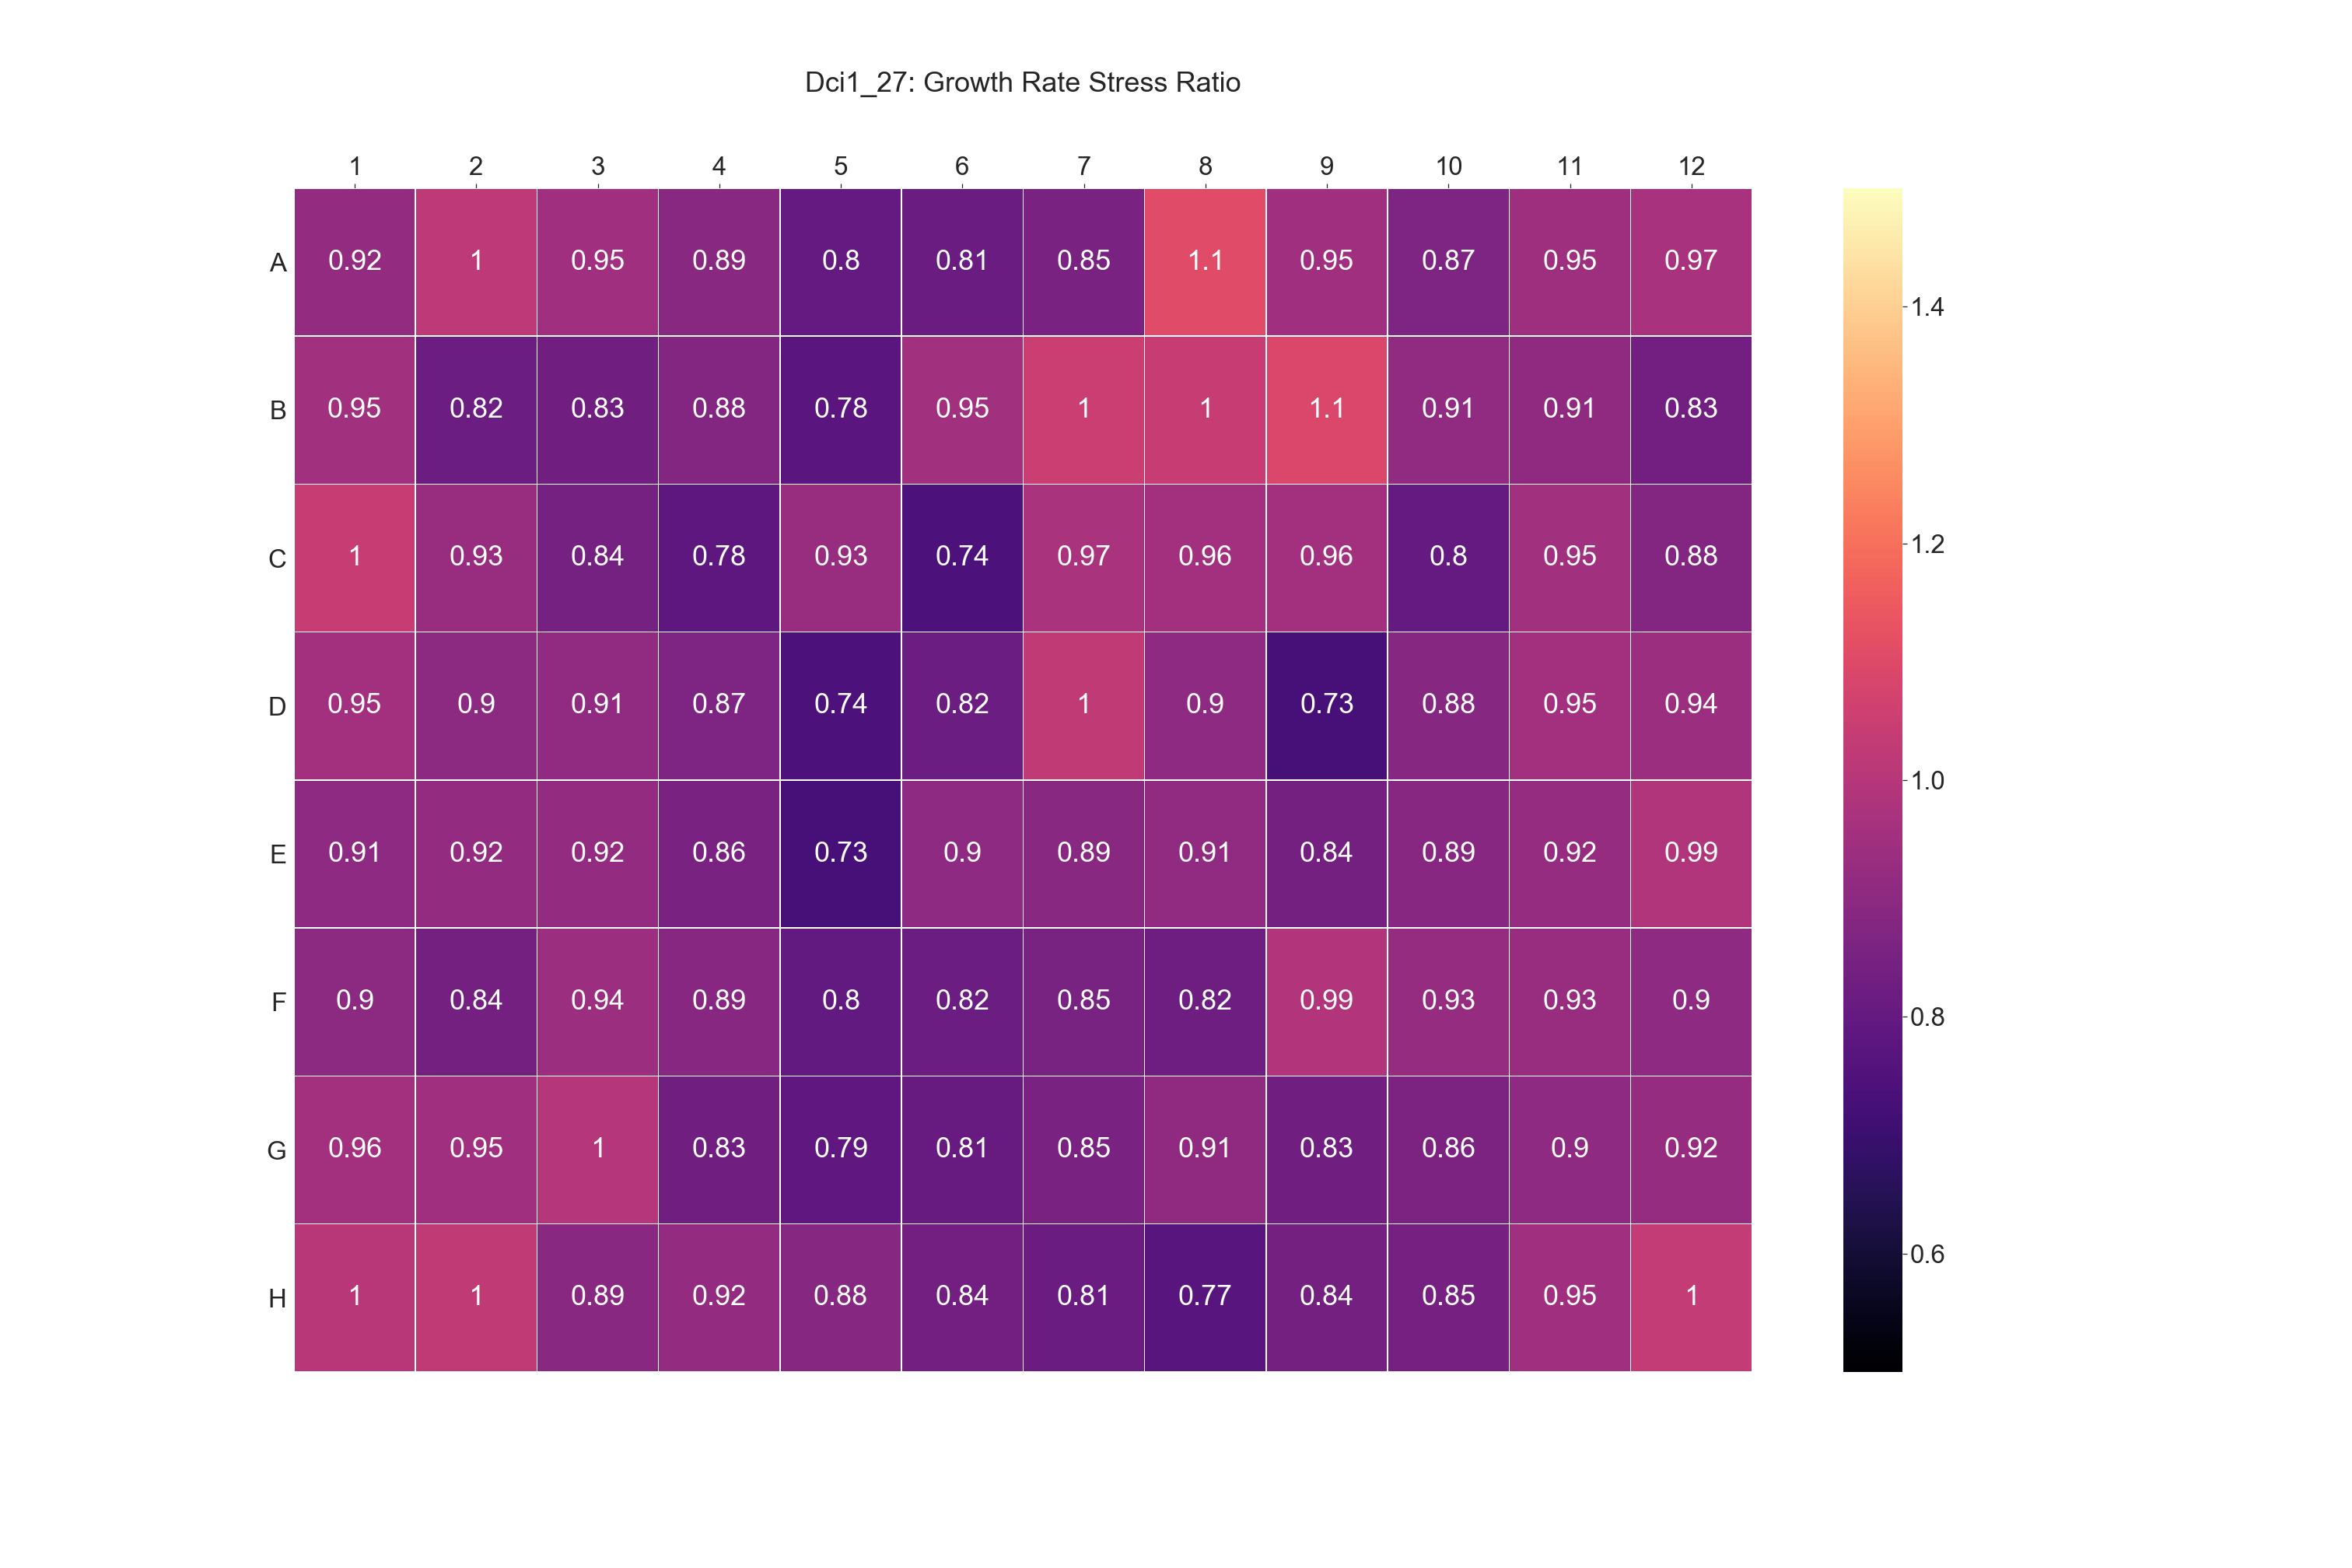 Dci1_27: Growth Rate Stress Ratio
1 2 3 4 5 6 7 8 9 10 11 12
A 0.92 1 0.95 0.89 0.8 0.81 0.85 1.1 0.95 0.87 0.95 0.97
1.4
B 0.95 0.82 0.83 0.88 0.78 0.95 1 1 1.1 0.91 0.91 0.83
1.2
C 1 0.93 0.84 0.78 0.93 0.74 0.97 0.96 0.96 0.8 0.95 0.88
D 0.95 0.9 0.91 0.87 0.74 0.82 1 0.9 0.73 0.88 0.95 0.94
1.0
E 0.91 0.92 0.92 0.86 0.73 0.9 0.89 0.91 0.84 0.89 0.92 0.99
F 0.9 0.84 0.94 0.89 0.8 0.82 0.85 0.82 0.99 0.93 0.93 0.9
0.8
G 0.96 0.95 1 0.83 0.79 0.81 0.85 0.91 0.83 0.86 0.9 0.92
0.6
H 1 1 0.89 0.92 0.88 0.84 0.81 0.77 0.84 0.85 0.95 1